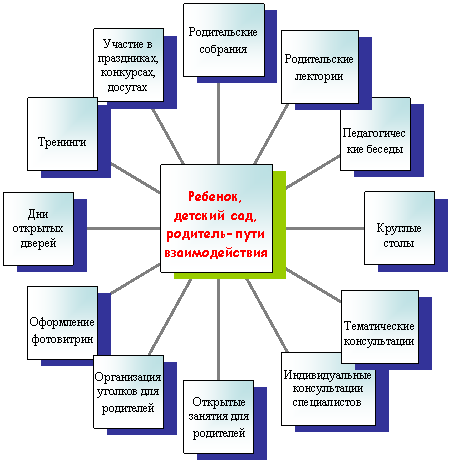 Родительские
собрания
Родительские
лектории
Педагогичес
кие беседы
Круглые
столы
Тематические
консультации
Индивидуальные
консультации
специалистов
Открытые
занятия для
родителей
Организация
уголков для
родителей
Оформление
фотовитрин
Дни
открытых
дверей
Тренинги
Участие в
праздниках,
конкурсах,
досугах
Ребенок,
детский сад,
родитель- пути
взаимодействия